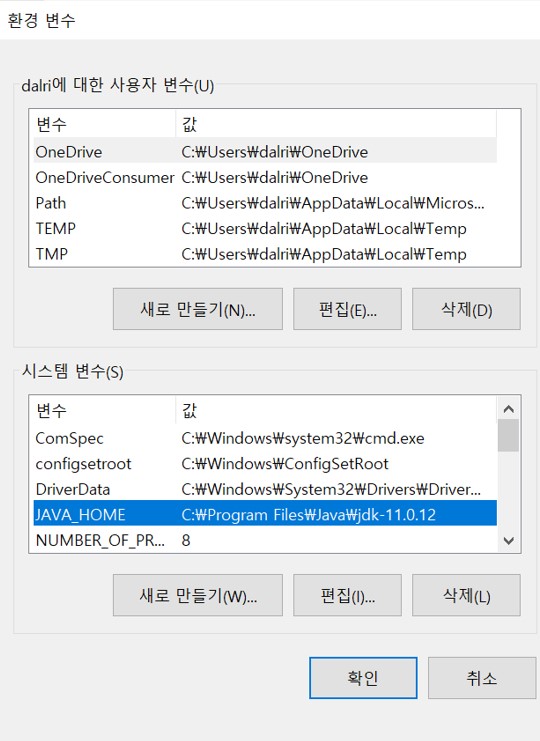 환경 변수
dalri에 대한 사용자 변수(U)
변수 값
OneDrive C:₩Users₩dalri₩OneDrive
OneDriveConsumer C:₩Users₩dalri₩OneDrive
Path C:₩Users₩dalri₩AppData₩Local₩Micros...
TEMP C:₩Users₩dalri₩AppData₩Local₩Temp
TMP C:₩Users₩dalri₩AppData₩Local₩Temp
새로 만들기(N)... 편집(E)... 삭제(D)
시스템 변수(S)
변수 값
ComSpec C:₩Windows₩system32₩cmd.exe
configsetroot C:₩Windows₩ConfigSetRoot
DriverData C:₩Windows₩System32₩Drivers₩Driver...
JAVA_HOME C:₩Program Files₩Java₩jdk-11.0.12
NUMBER_OF_PR... 8
새로 만들기(W)... 편집(I)... 삭제(L)
확인 취소